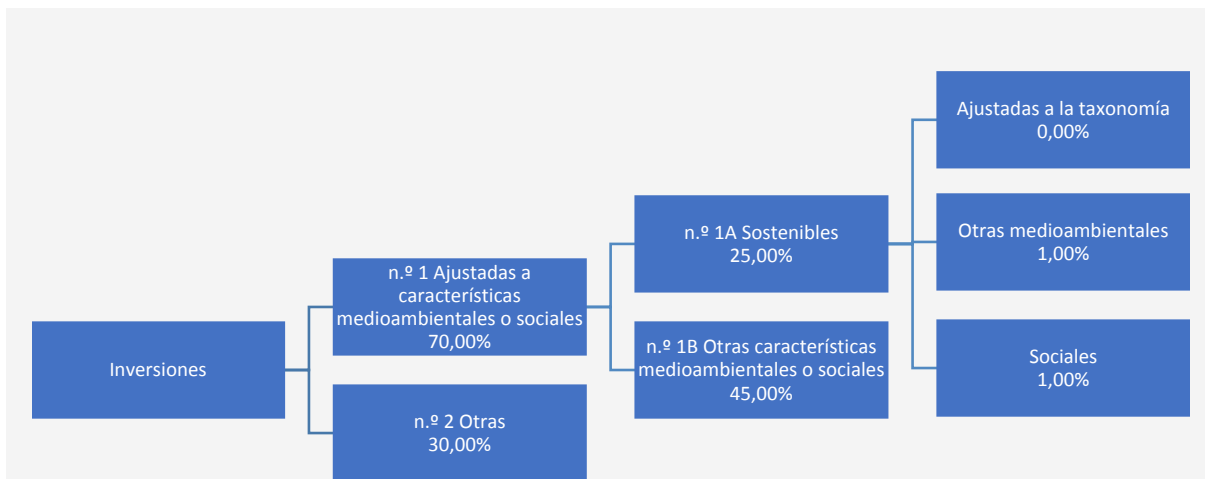 Inversiones
n.º 1 Ajustadas a
características
medioambientales o sociales
70,00%
n.º 2 Otras
30,00%
n.º 1A Sostenibles
25,00%
n.º 1B Otras características
medioambientales o sociales
45,00%
Ajustadas a la taxonomía
0,00%
Otras medioambientales
1,00%
Sociales
1,00%